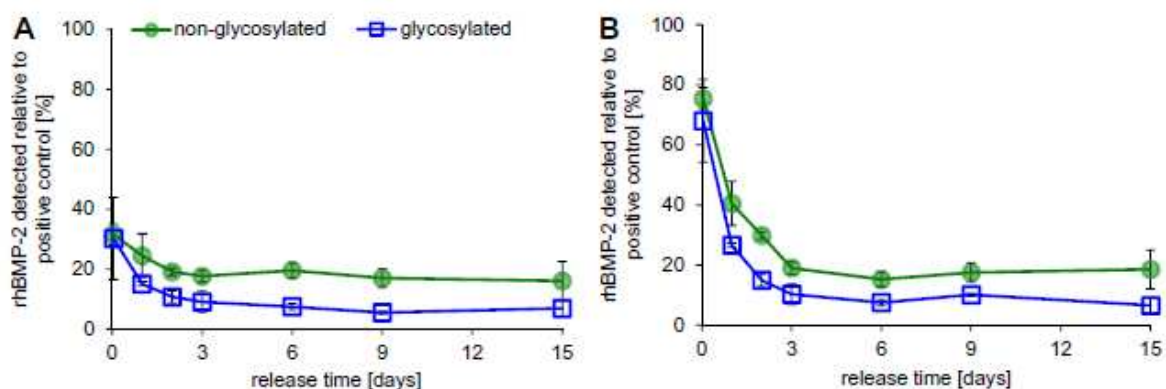 A
non-glycosylated
glycosylated
rhBMP-2 detected relative to
positive control [%]
100
80
60
40
20
0
0
3
6
9
12
15
release time [days]
B
rhBMP-2 detected relative to
positive control [%]
100
80
60
40
20
0
0
3
6
9
12
15
release time [days]